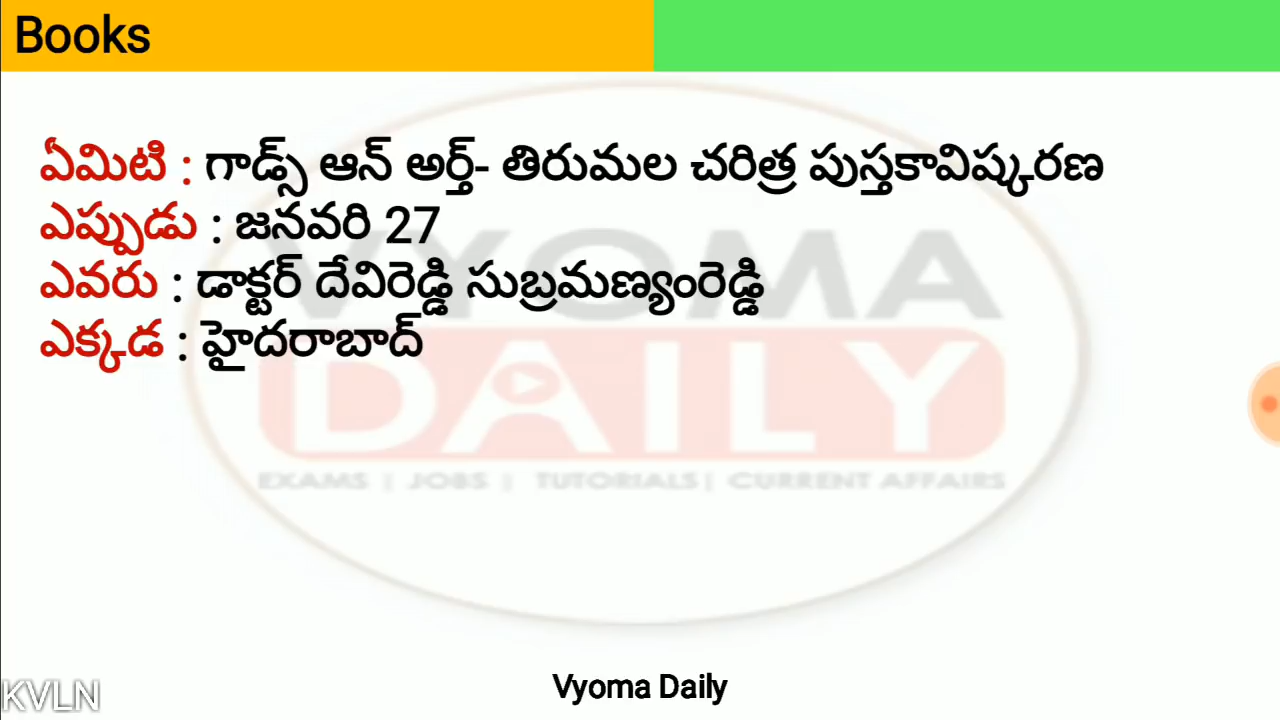 Books
ఏమిటి : గాడ్స్ ఆన్ అర్త్- తిరుమల చరిత్ర పుస్తకావిష్కరణ
ఎప్పుడు : జనవరి 27
ఎవరు : డాక్టర్ దేవిరెడ్డి సుబ్రమణ్యంరెడ్డి
ఎక్కడ : హైదరాబాద్
VYOMA
DAILY
EXAMS | JOBS | TUTORIALS | CURRENT AFFAIRS
Vyoma Daily
KVLN